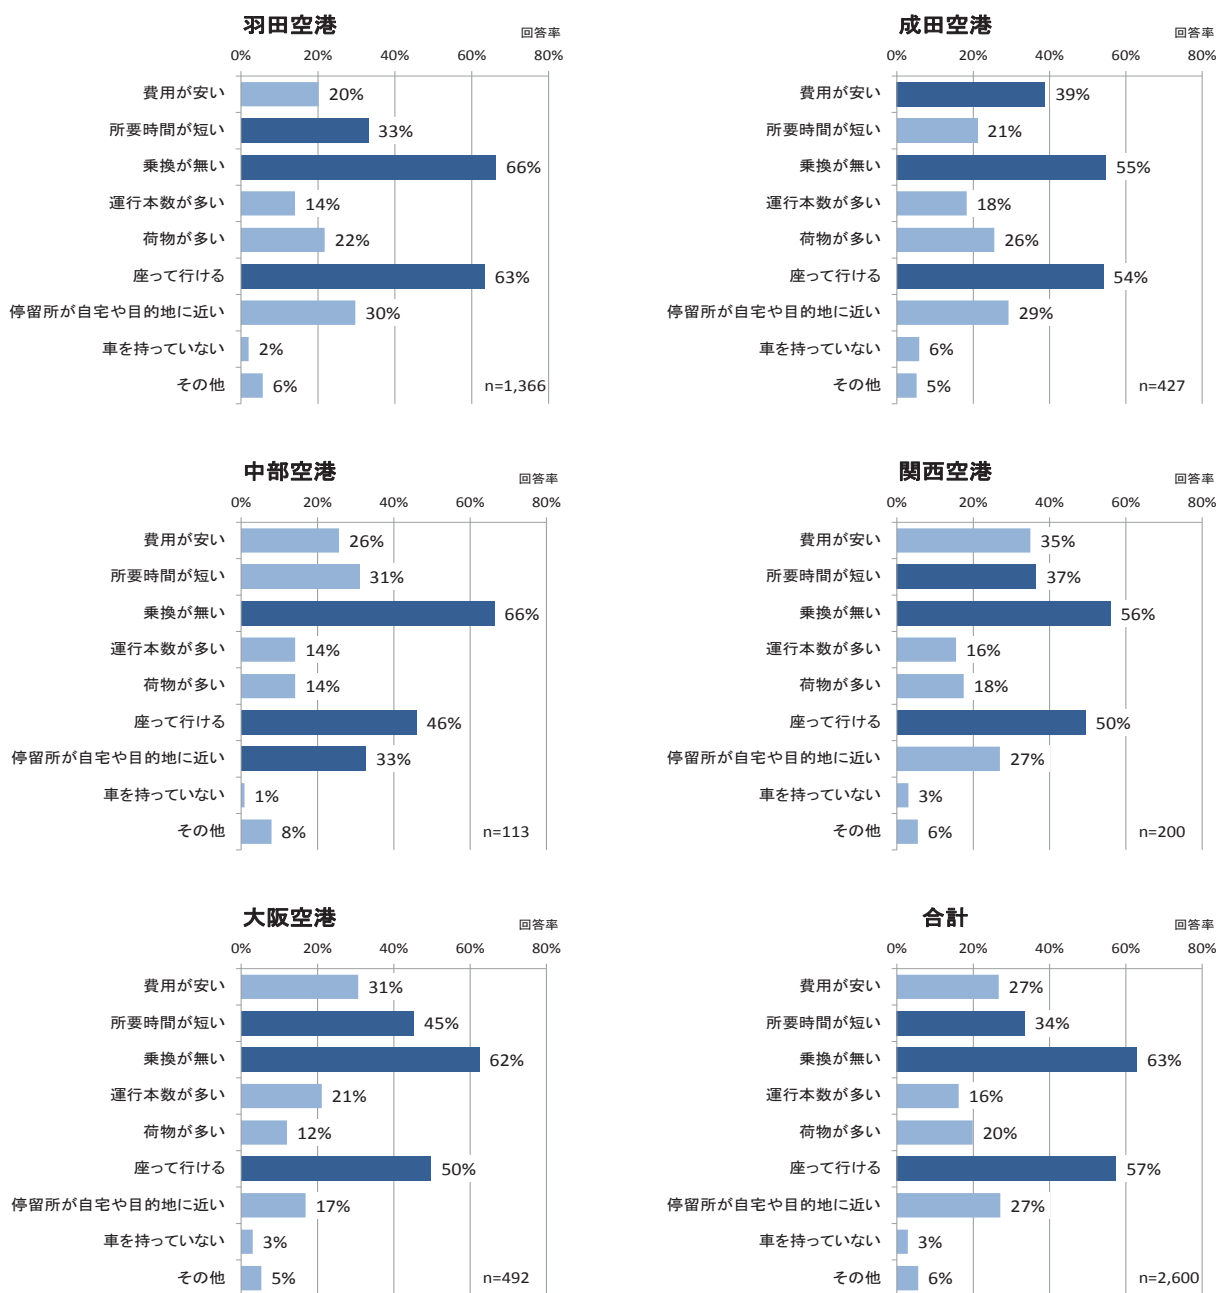 羽田空港
回答率
0% 20% 40% 60% 80%
費用が安い 20%
所要時間が短い 33%
乗換が無い 66%
運行本数が多い 14%
荷物が多い 22%
座って行ける 63%
停留所が自宅や目的地に近い 30%
車を持っていない 2%
その他 6% n=1,366
成田空港
回答率
0% 20% 40% 60% 80%
費用が安い 39%
所要時間が短い 21%
乗換が無い 55%
運行本数が多い 18%
荷物が多い 26%
座って行ける 54%
停留所が自宅や目的地に近い 29%
車を持っていない 6%
その他 5% n=427
中部空港
回答率
0% 20% 40% 60% 80%
費用が安い 26%
所要時間が短い 31%
乗換が無い 66%
運行本数が多い 14%
荷物が多い 14%
座って行ける 46%
停留所が自宅や目的地に近い 33%
車を持っていない 1%
その他 8% n=113
関西空港
回答率
0% 20% 40% 60% 80%
費用が安い 35%
所要時間が短い 37%
乗換が無い 56%
運行本数が多い 16%
荷物が多い 18%
座って行ける 50%
停留所が自宅や目的地に近い 27%
車を持っていない 3%
その他 6% n=200
大阪空港
回答率
0% 20% 40% 60% 80%
費用が安い 31%
所要時間が短い 45%
乗換が無い 62%
運行本数が多い 21%
荷物が多い 12%
座って行ける 50%
停留所が自宅や目的地に近い 17%
車を持っていない 3%
その他 5% n=492
合計
回答率
0% 20% 40% 60% 80%
費用が安い 27%
所要時間が短い 34%
乗換が無い 63%
運行本数が多い 16%
荷物が多い 20%
座って行ける 57%
停留所が自宅や目的地に近い 27%
車を持っていない 3%
その他 6% n=2,600